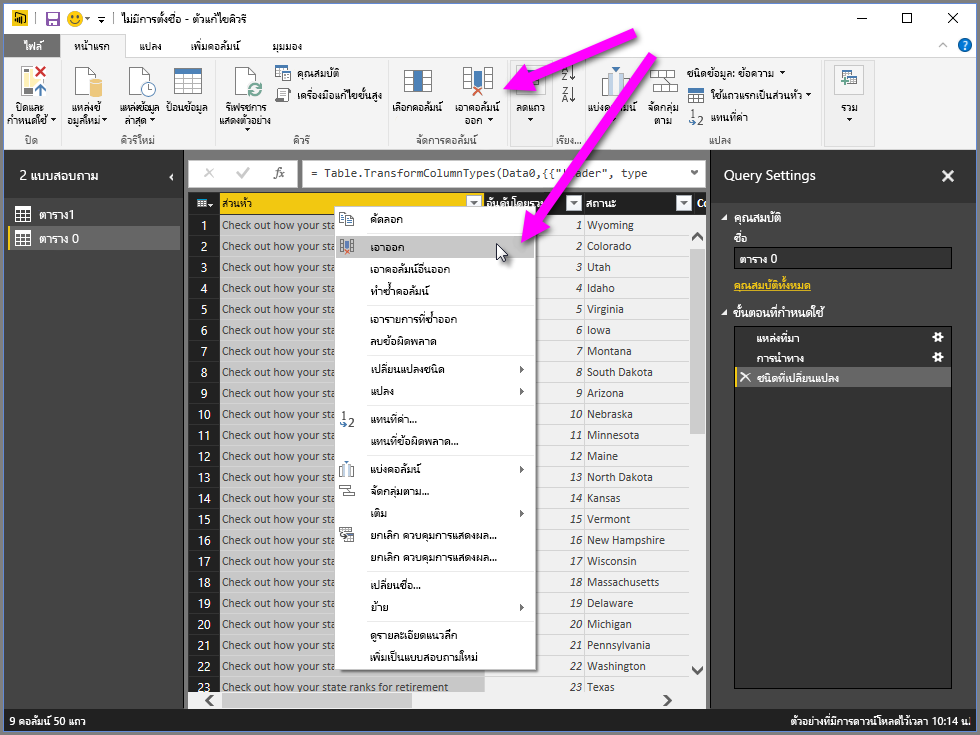 ไม่มีการตั้งชื่อ - ตัวแก้ไขคิวรี
ไฟล์ หน้าแรก แปลง เพิ่มคอลัมน์ มุมมอง
ปิดและ
กำหนดใช้
ปิด
แหล่งข้
อมูลใหม่
แหล่งข้อมูล
ล่าสุด
ป้อนข้อมูล
คิวรีใหม่
รีเฟรชการ
แสดงตัวอย่าง
คุณสมบัติ
เครื่องมือแก้ไขขั้นสูง
คิวรี
เลือกคอลัมน์
เอาคอลัมน์
ออก
จัดการคอลัมน์
ลดแถว
เรียง...
แบ่งคอลัมน์
จัดกลุ่ม
ตาม
ชนิดข้อมูล: ข้อความ
ใช้แถวแรกเป็นส่วนหัว
แทนที่ค่า
แปลง
รวม
2 แบบสอบถาม
ตาราง1
ตาราง 0
fx
= Table.TransformColumnTypes(Data0,{{"Header", type
ส่วนหัว อันดับโดยรวม สถานะ Co
1 Check out how your sta 1 Wyoming
2 Check out how your sta 2 Colorado
3 Check out how your sta 3 Utah
4 Check out how your sta 4 Idaho
5 Check out how your sta 5 Virginia
6 Check out how your sta 6 Iowa
7 Check out how your sta 7 Montana
8 Check out how your sta 8 South Dakota
9 Check out how your sta 9 Arizona
10 Check out how your sta 10 Nebraska
11 Check out how your sta 11 Minnesota
12 Check out how your sta 12 Maine
13 Check out how your sta 13 North Dakota
14 Check out how your sta 14 Kansas
15 Check out how your sta 15 Vermont
16 Check out how your sta 16 New Hampshire
17 Check out how your sta 17 Wisconsin
18 Check out how your sta 18 Massachusetts
19 Check out how your sta 19 Delaware
20 Check out how your sta 20 Michigan
21 Check out how your sta 21 Pennsylvania
22 Check out how your sta 22 Washington
23 Check out how your state ranks for retirement 23 Texas
คัดลอก
เอาออก
เอาคอลัมน์อื่นออก
ทำซ้ำคอลัมน์
เอารายการที่ซ้ำออก
ลบข้อผิดพลาด
เปลี่ยนแปลงชนิด
แปลง
แทนที่ค่า...
แทนที่ข้อผิดพลาด...
แบ่งคอลัมน์
จัดกลุ่มตาม...
เติม
ยกเลิก ควบคุมการแสดงผล...
ยกเลิก ควบคุมการแสดงผล...
เปลี่ยนชื่อ...
ย้าย
ดูรายละเอียดแนวลึก
เพิ่มเป็นแบบสอบถามใหม่
Query Settings
คุณสมบัติ
ชื่อ
ตาราง 0
คุณสมบัติทั้งหมด
ขั้นตอนที่กำหนดใช้
แหล่งที่มา
การนำทาง
ชนิดที่เปลี่ยนแปลง
9 คอลัมน์ 50 แถว
ตัวอย่างที่มีการดาวน์โหลดไว้เวลา 10:14 น.